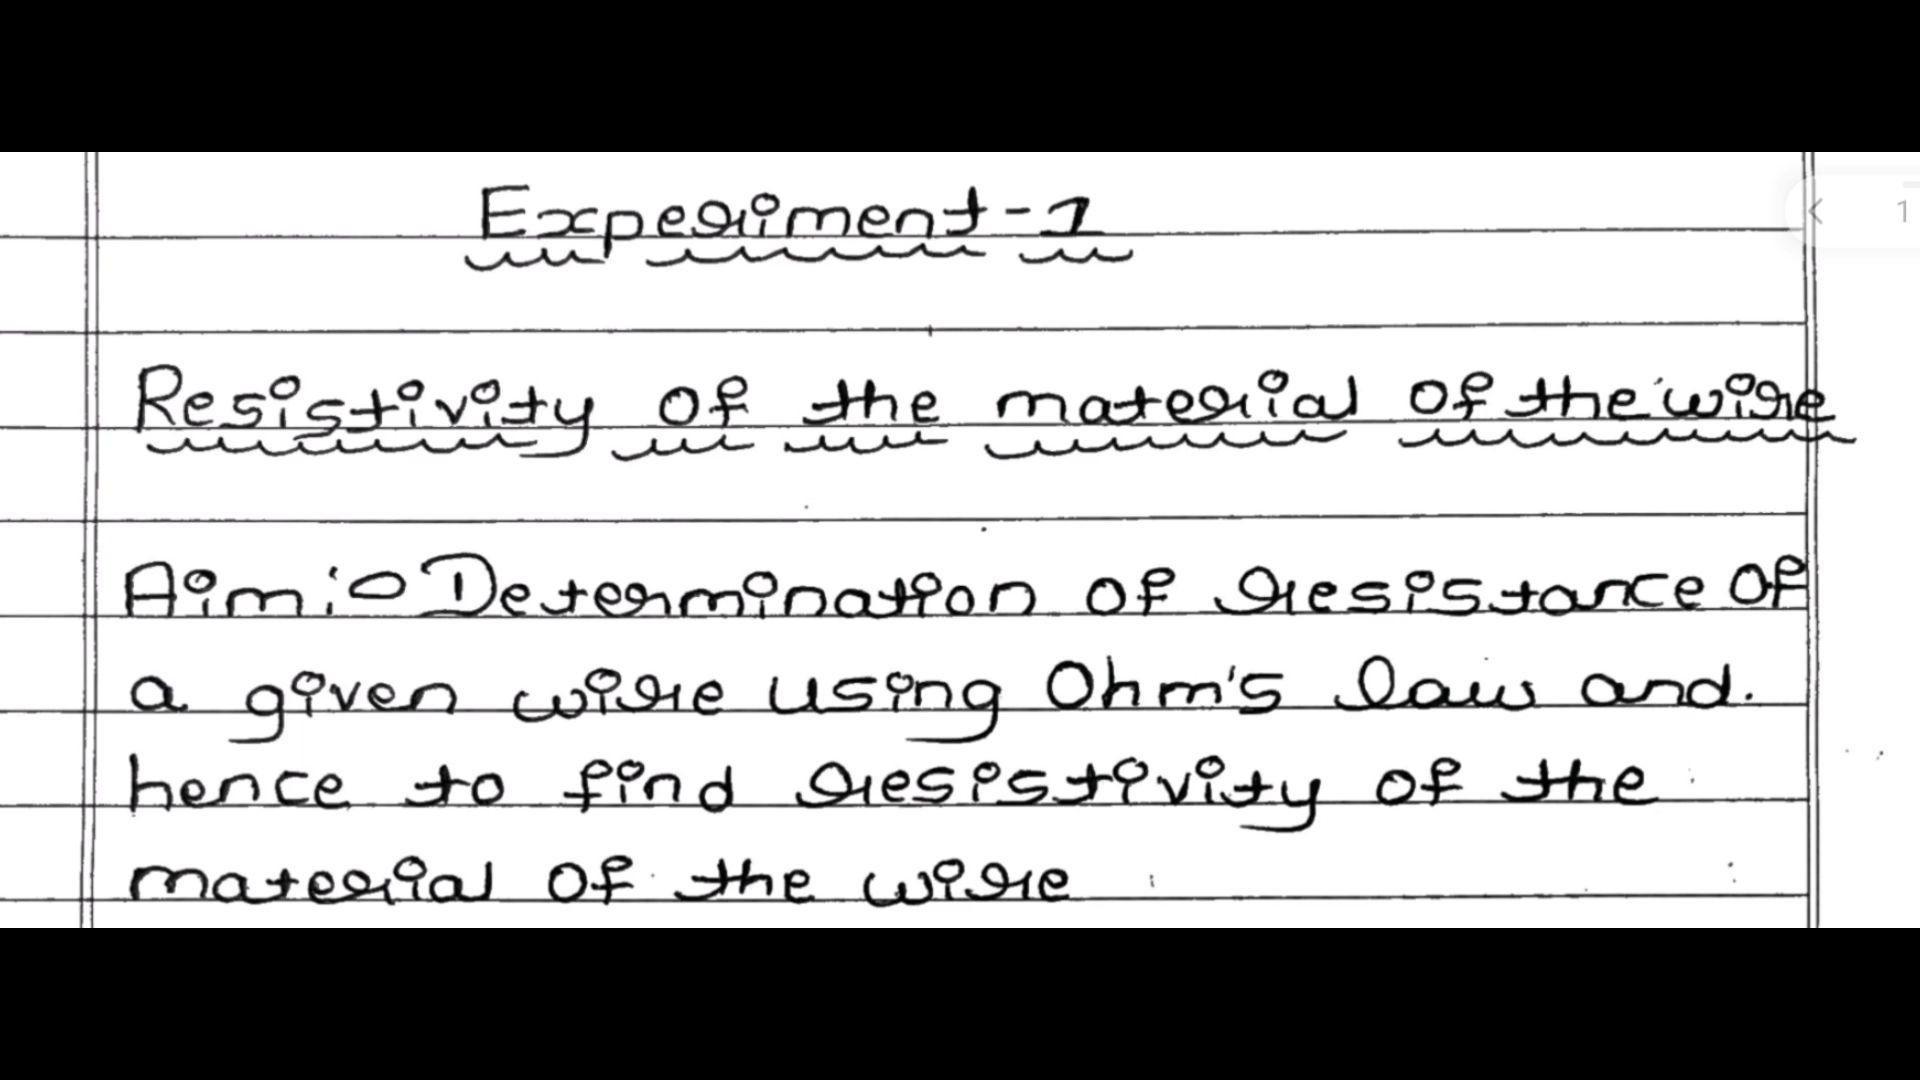 Experiment-1
Resistivity of the material of the wire
Aim:- Determination of resistance of
a given wire using Ohm's law and.
hence to find resistivity of the
material of the wire
1